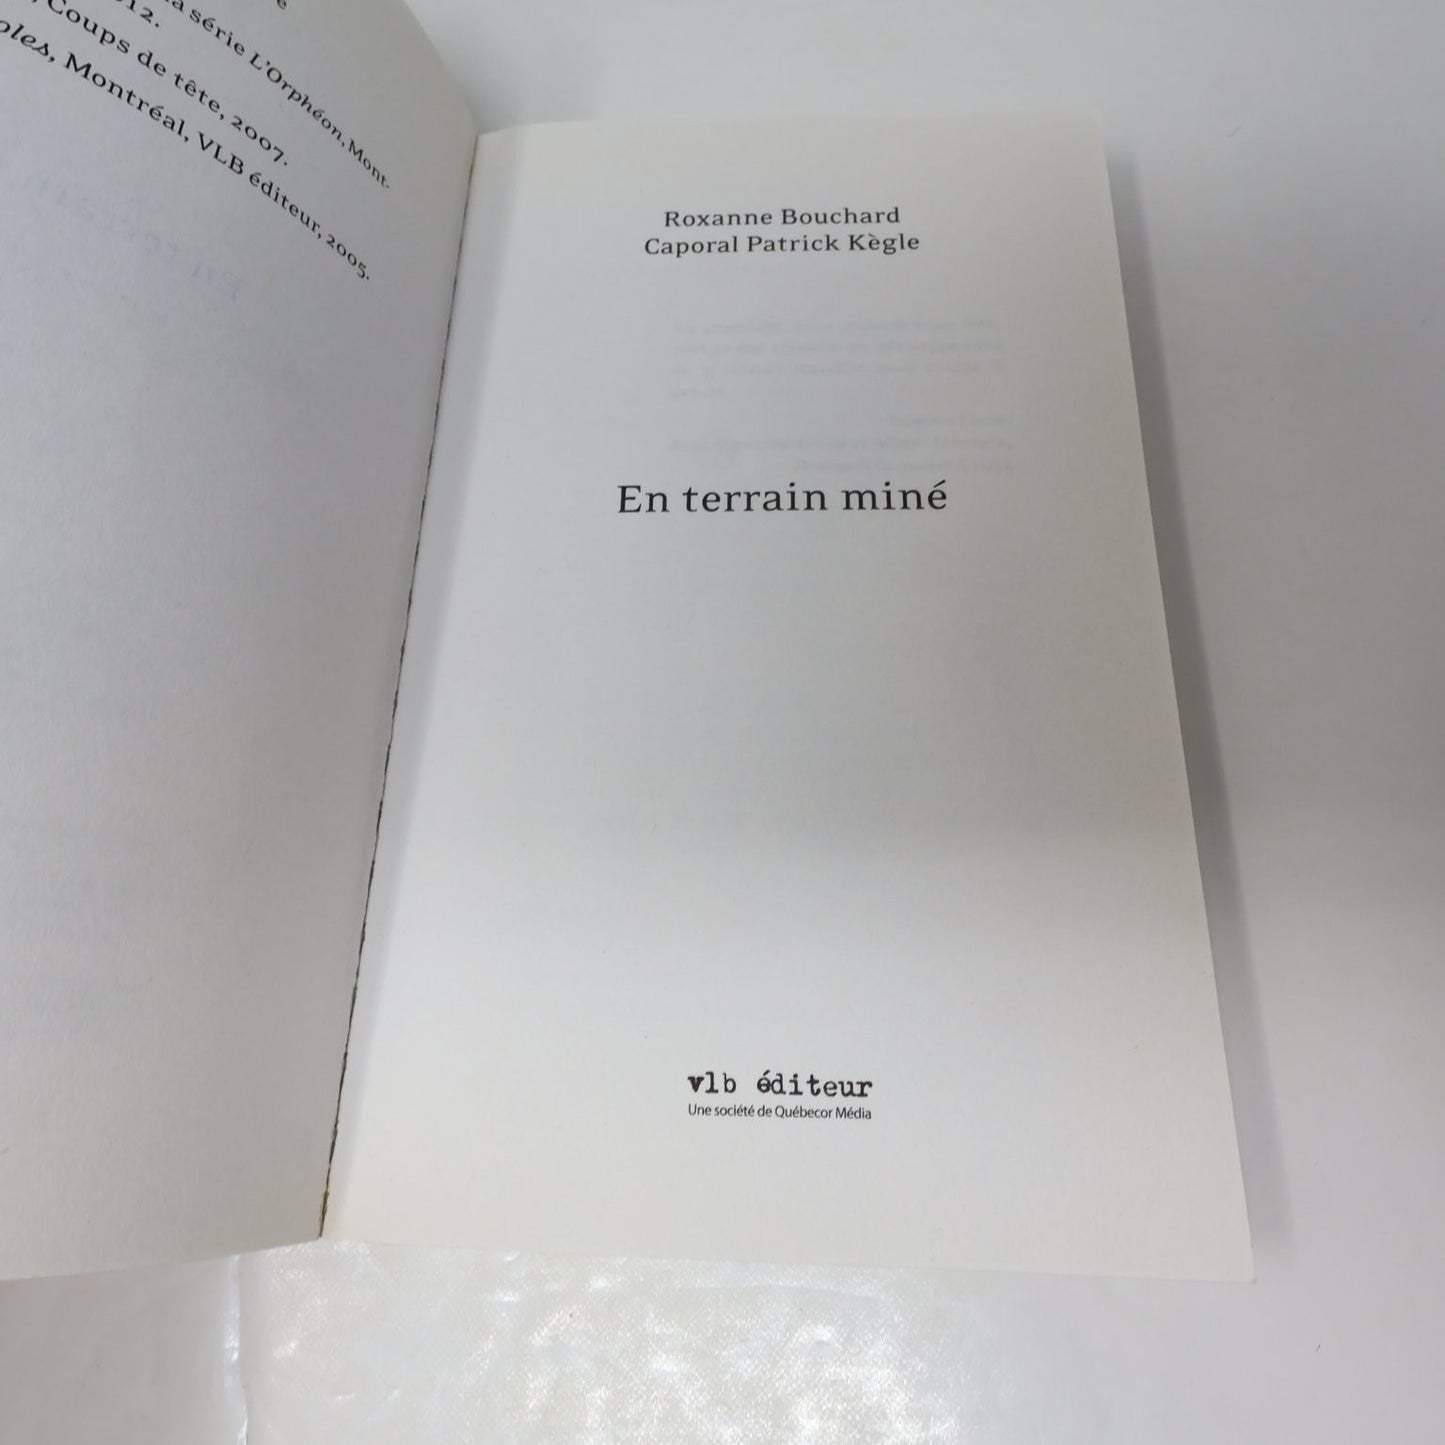 e
la série L'Orphéon, Mont-
12.
, Coups de tête, 2007.
oles, Montréal, VLB éditeur, 2005.
Roxanne Bouchard
Caporal Patrick Kègle
En terrain miné
vlb éditeur
Une société de Québecor Média